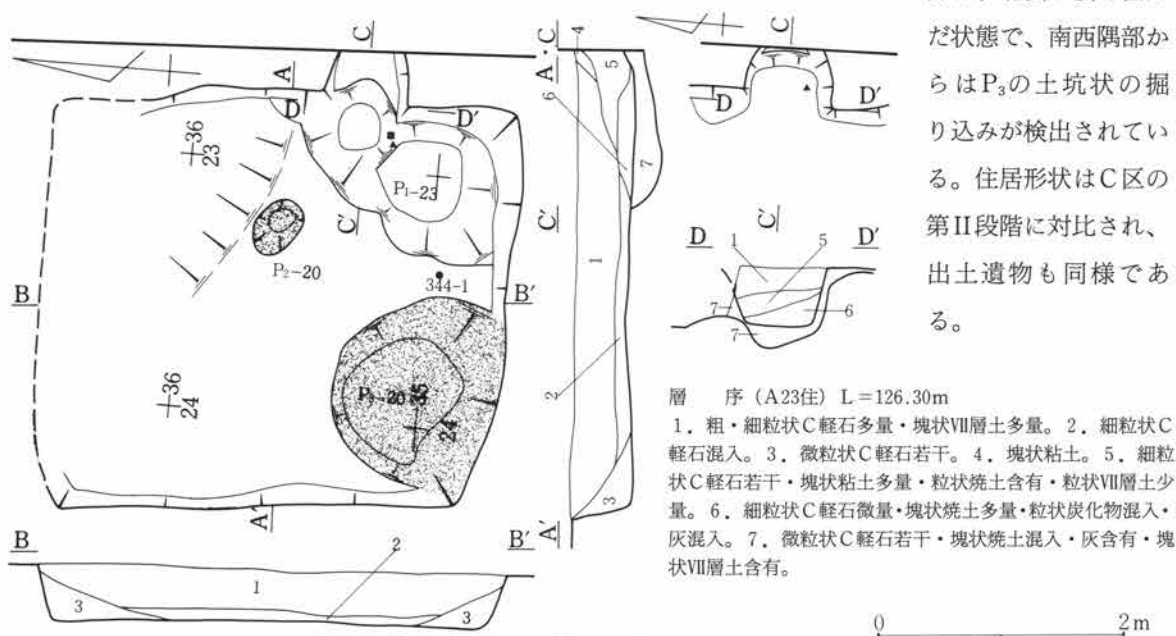 だ状態で、南西隅部か
らはP₃の土坑状の掘
り込みが検出されてい
る。住居形状はC区の
第II段階に対比され、
出土遺物も同様であ
る。
C
4
A・C
5
6
7
A
D
D'
36
23
P₁-23
C'
P₂-20
344-1
B
B'
36
24
24
A'
1
2
3
C'
A'
C
D
D'
D
C'
D'
1
5
7
6
7
B
B'
2
1
3
3
層 序 (A23住) L=126.30m
1．粗・細粒状C軽石多量・塊状VII層土多量。2．細粒状C
軽石混入。3．微粒状C軽石若干。4．塊状粘土。5．細粒
状C軽石若干・塊状粘土多量・粒状焼土含有・粒状VII層土少
量。6．細粒状C軽石微量・塊状焼土多量・粒状炭化物混入・
灰混入。7．微粒状C軽石若干・塊状焼土混入・灰含有・塊
状VII層土含有。
0 2m